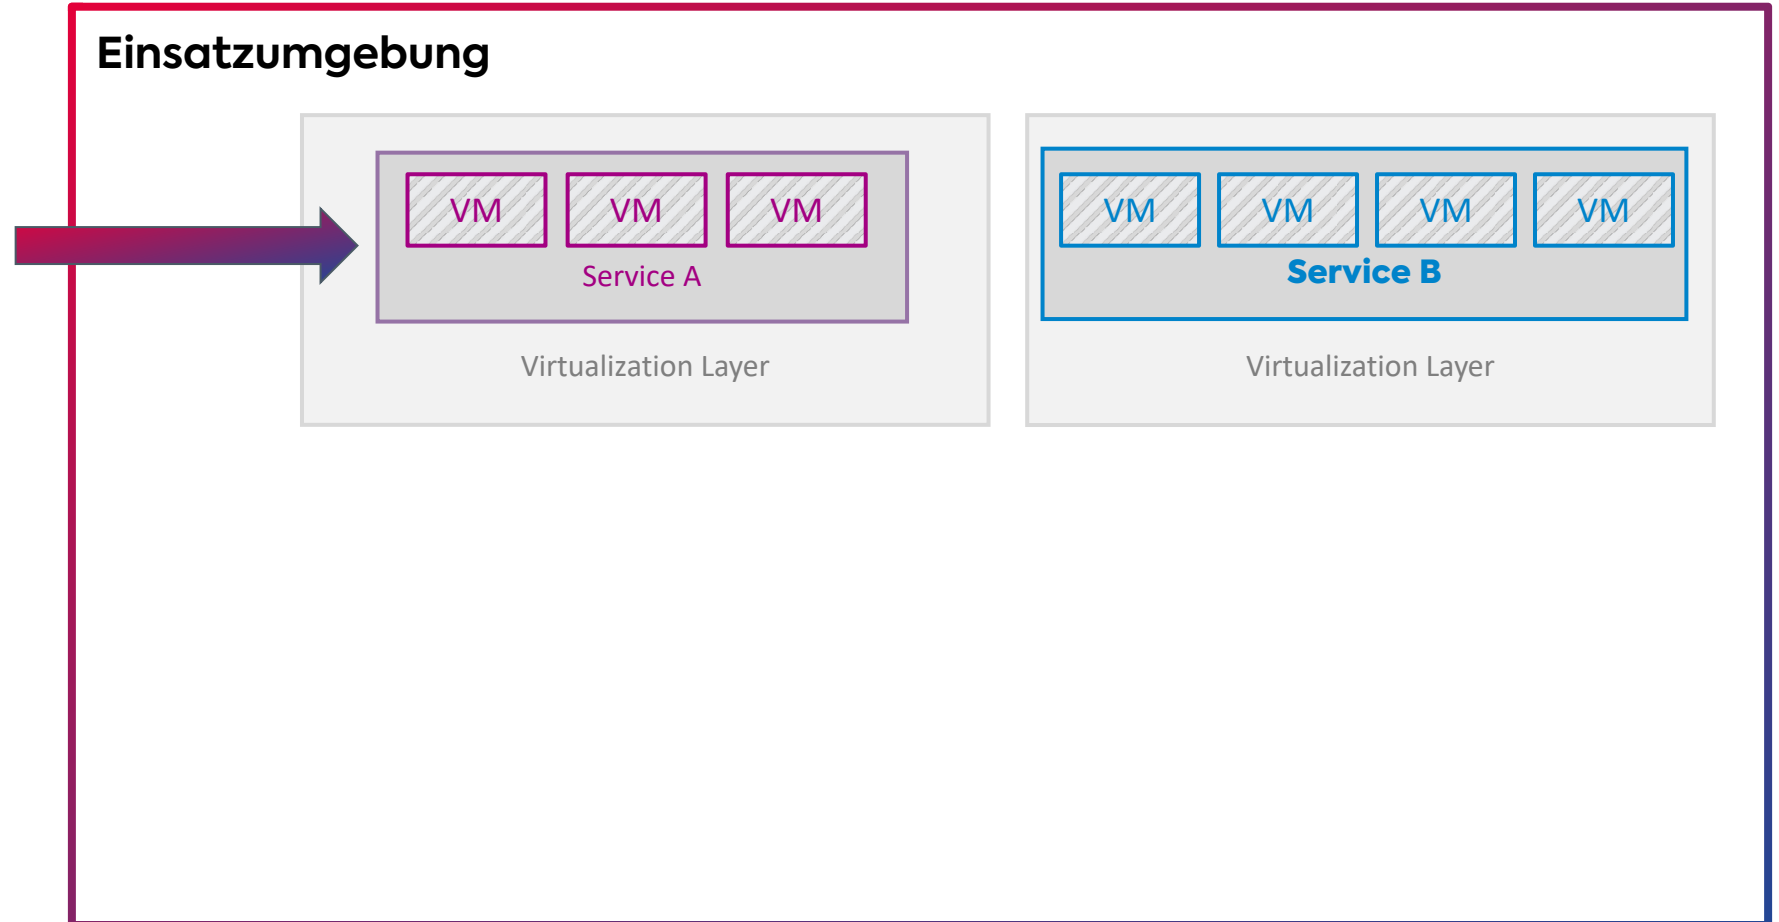 Einsatzumgebung
VM VM VM
Service A
Virtualization Layer
VM VM VM VM
Service B
Virtualization Layer